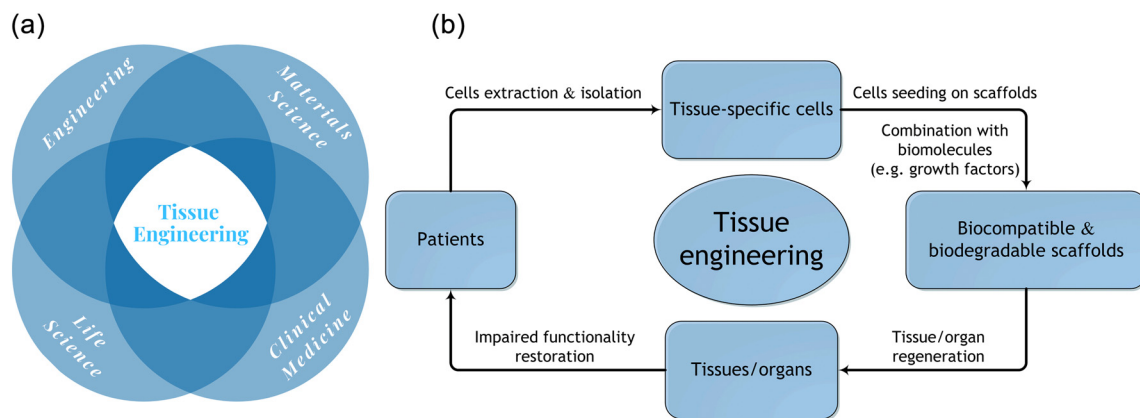 (a)
Engineering
Materials
Science
Tissue
Engineering
Life
Science
Clinical
Medicine
(b)
Cells extraction & isolation
Tissue-specific cells
Cells seeding on scaffolds
Combination with
biomolecules
(e.g. growth factors)
Patients
Tissue
engineering
Biocompatible &
biodegradable scaffolds
Impaired functionality
restoration
Tissues/organs
Tissue/organ
regeneration